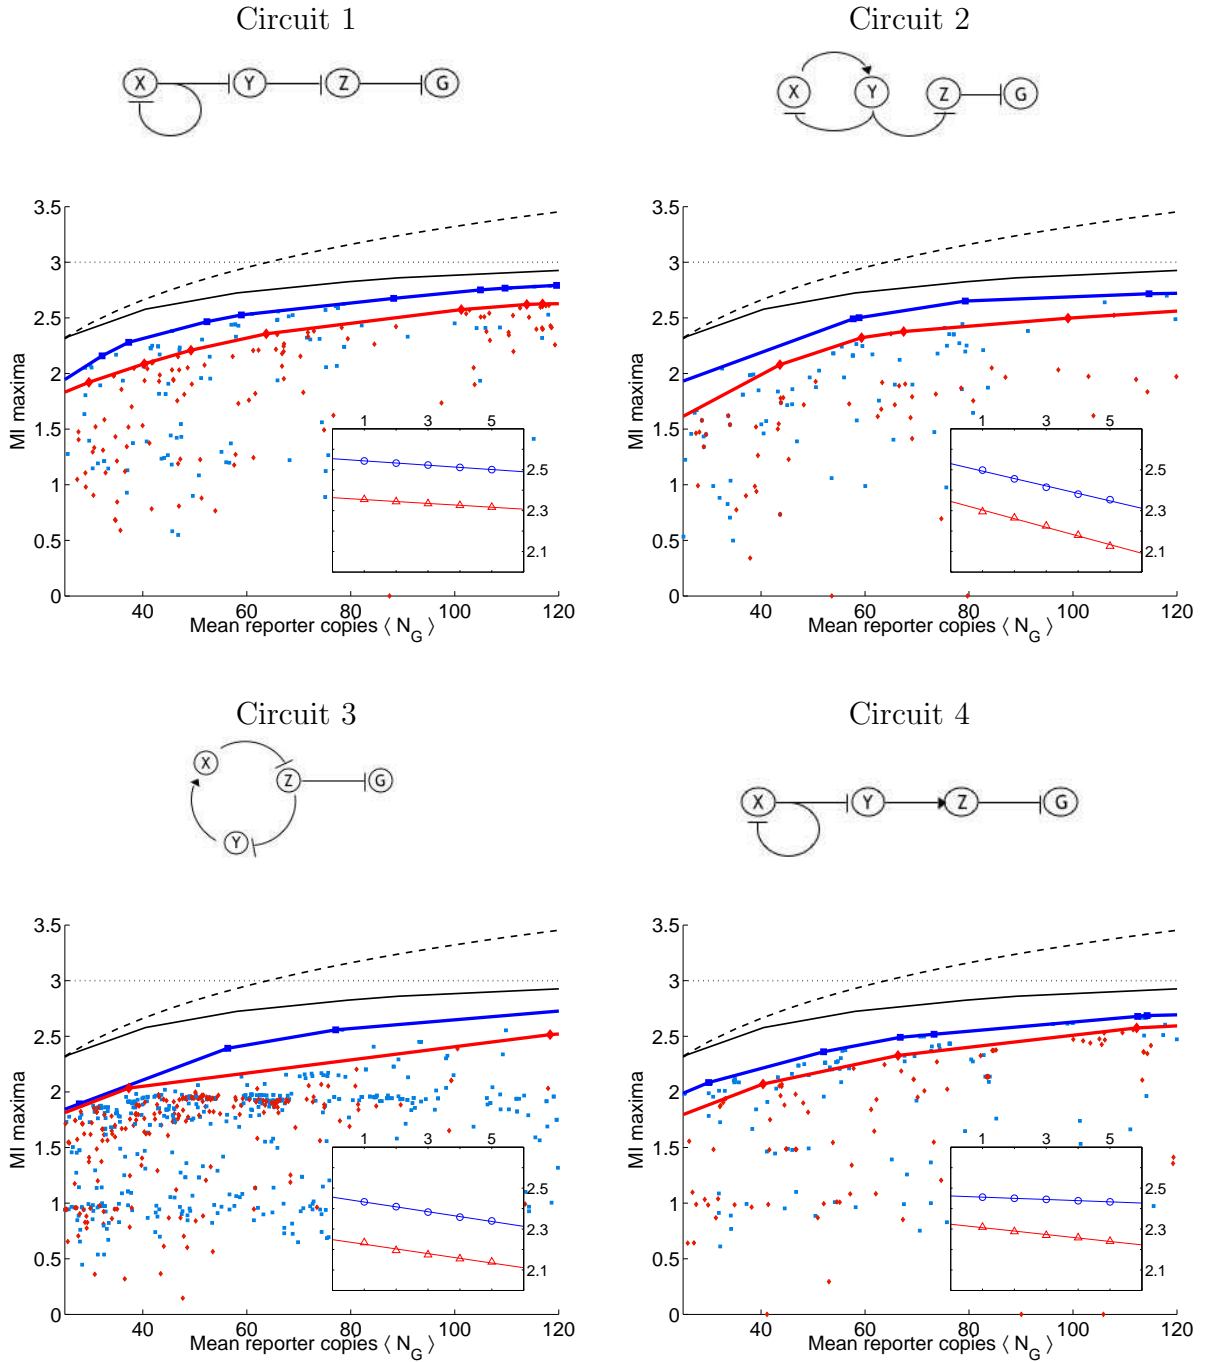 Circuit 1
Circuit 2
X Y Z G
X Y Z G
3.5
3
2.5
2
1.5
1
0.5
0
MI maxima
40 60 80 100 120
Mean reporter copies ⟨ N_G ⟩
1 3 5
2.5
2.3
2.1
3.5
3
2.5
2
1.5
1
0.5
0
MI maxima
40 60 80 100 120
Mean reporter copies ⟨ N_G ⟩
1 3 5
2.5
2.3
2.1
Circuit 3
Circuit 4
X
Z G
Y
X Y Z G
3.5
3
2.5
2
1.5
1
0.5
0
MI maxima
40 60 80 100 120
Mean reporter copies ⟨ N_G ⟩
1 3 5
2.5
2.3
2.1
3.5
3
2.5
2
1.5
1
0.5
0
MI maxima
40 60 80 100 120
Mean reporter copies ⟨ N_G ⟩
1 3 5
2.5
2.3
2.1